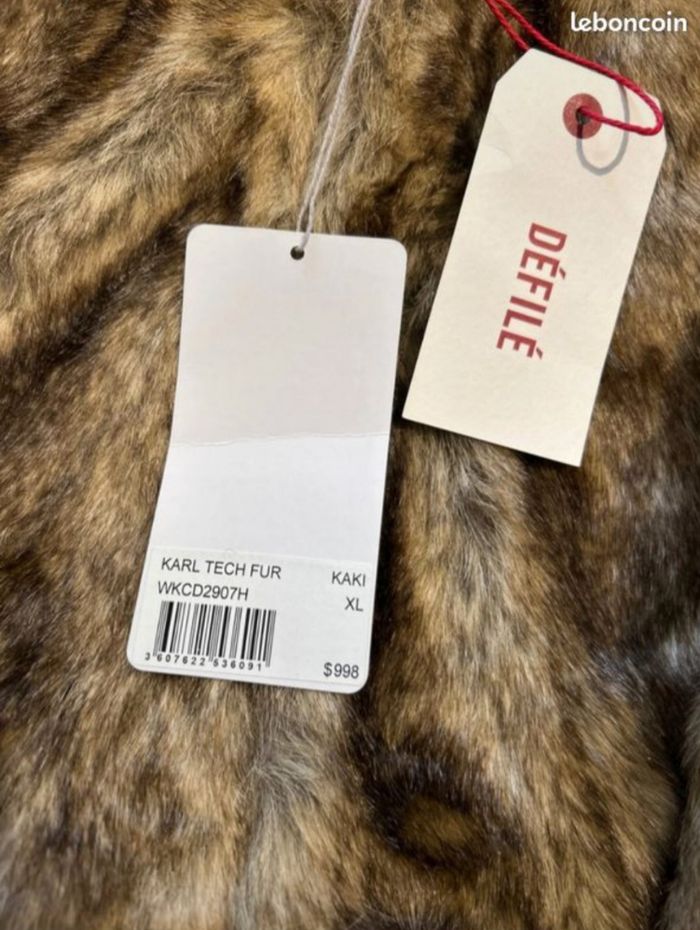 leboncoin
DÉFILÉ
KARL TECH FUR
KAKI
WKCD2907H
XL
3 607622 536091
$998